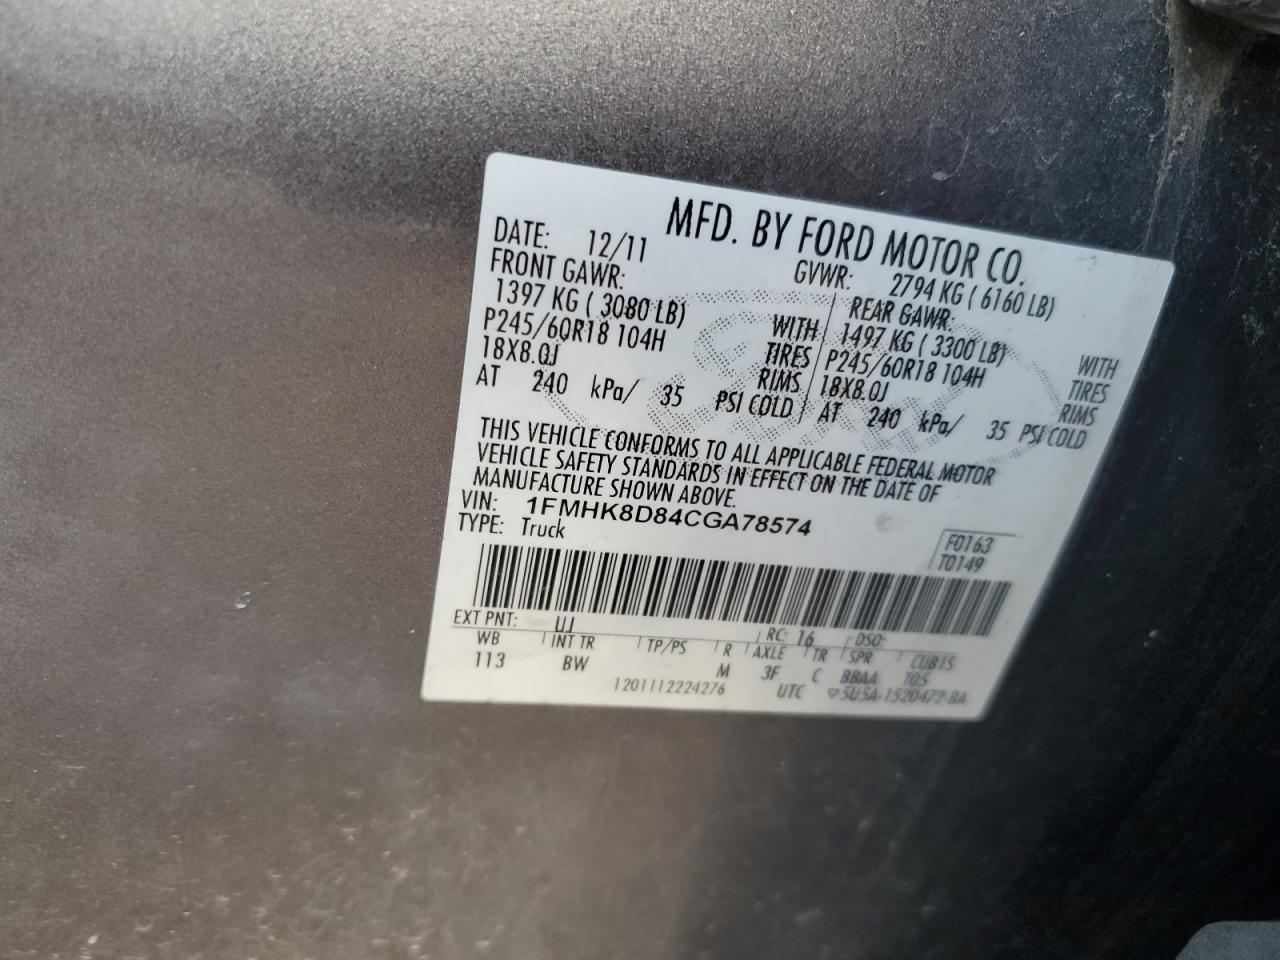 MFD. BY FORD MOTOR CO.
DATE: 12/11 GVWR: 2794 KG ( 6160 LB)
FRONT GAWR: REAR GAWR:
1397 KG ( 3080 LB) WITH 1497 KG ( 3300 LB) WITH
P245/60R18 104H TIRES P245/60R18 104H TIRES
18X8.0J RIMS 18X8.0J RIMS
AT 240 kPa/ 35 PSI COLD AT 240 kPa/ 35 PSI COLD
THIS VEHICLE CONFORMS TO ALL APPLICABLE FEDERAL MOTOR
VEHICLE SAFETY STANDARDS IN EFFECT ON THE DATE OF
MANUFACTURE SHOWN ABOVE.
VIN: 1FMHK8D84CGA78574
TYPE: Truck
F0163
T0149
EXT PNT: UJ RC: 16 DSO:
WB INT TR TP/PS R AXLE TR SPR CUB15
113 BW M 3F C BBAA T05
1201112224276 UTC ▽5U5A-1520472-BA